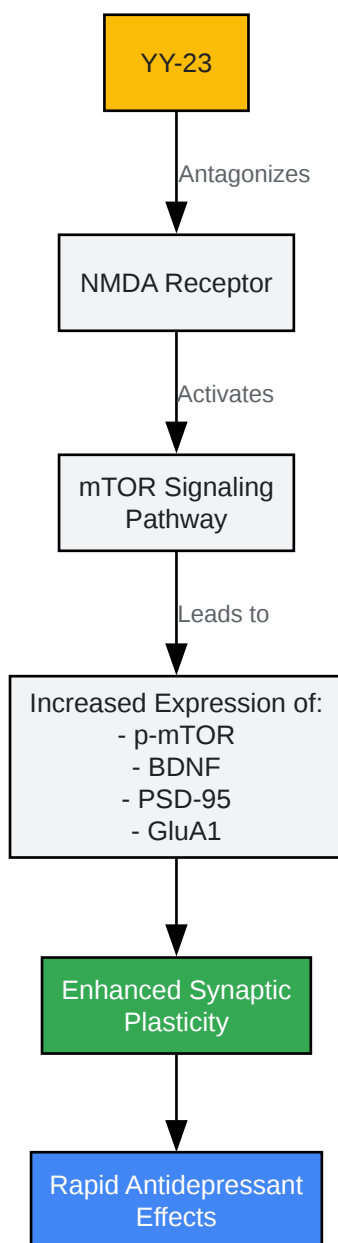 YY-23
Antagonizes
NMDA Receptor
Activates
mTOR Signaling
Pathway
Leads to
Increased Expression of:
- p-mTOR
- BDNF
- PSD-95
- GluA1
Enhanced Synaptic
Plasticity
Rapid Antidepressant
Effects